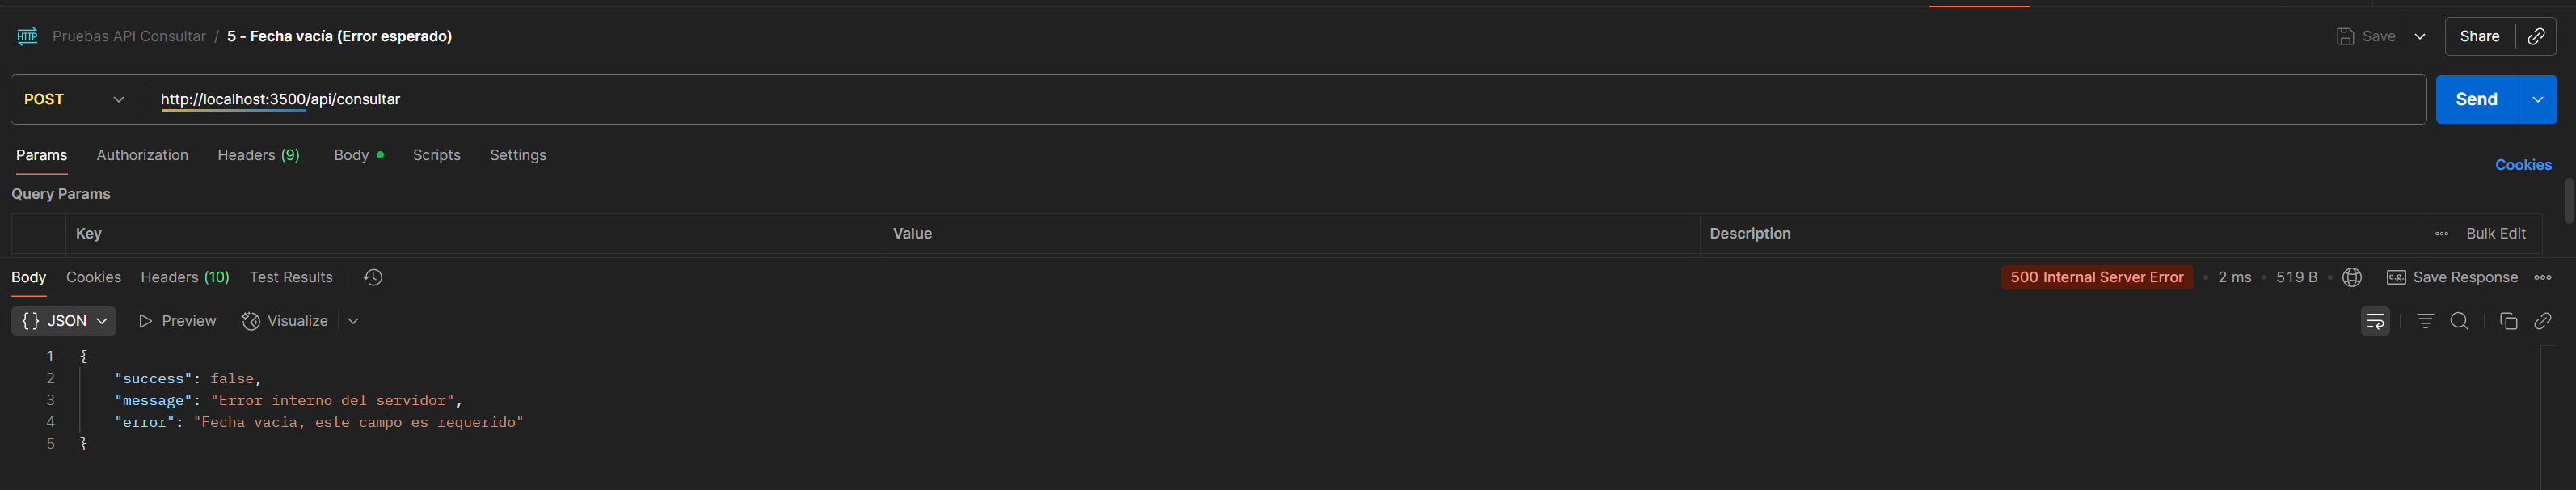 HTTP Pruebas API Consultar / 5 - Fecha vacía (Error esperado) Save Share
POST http://localhost:3500/api/consultar Send
Params Authorization Headers (9) Body Scripts Settings Cookies
Query Params
Key Value Description Bulk Edit
Body Cookies Headers (10) Test Results 500 Internal Server Error • 2 ms • 519 B • e.g. Save Response
{} JSON Preview Visualize
1 {
2 "success": false,
3 "message": "Error interno del servidor",
4 "error": "Fecha vacia, este campo es requerido"
5 }